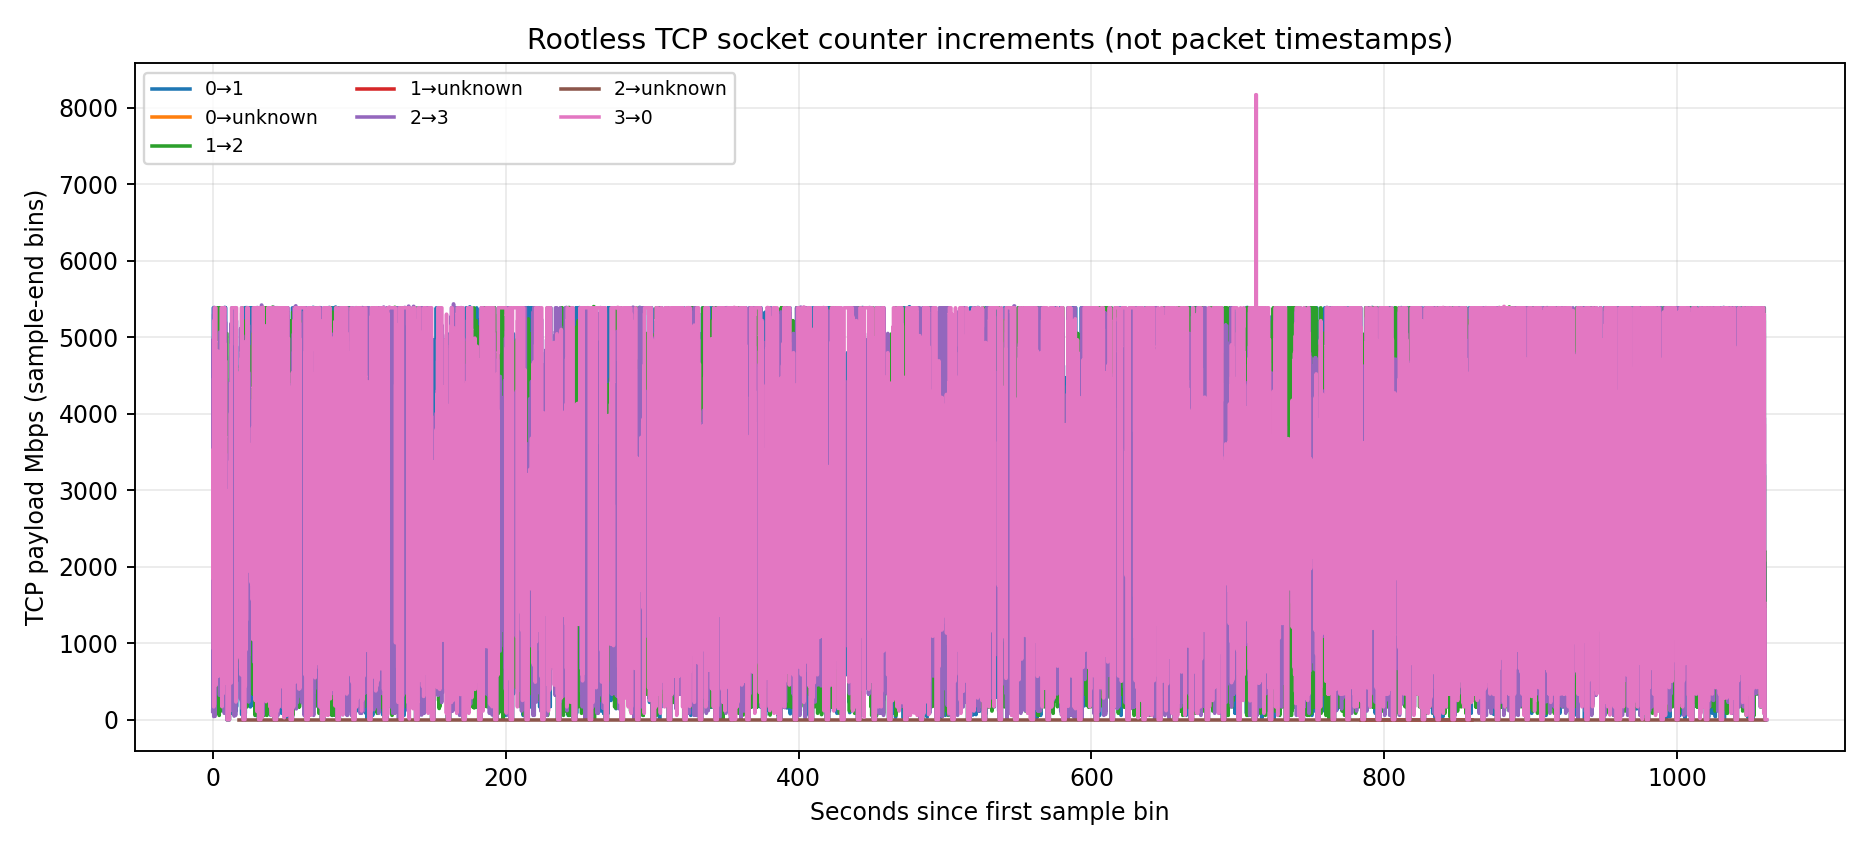 Rootless TCP socket counter increments (not packet timestamps)
0→1
0→unknown
1→2
1→unknown
2→3
2→unknown
3→0
TCP payload Mbps (sample-end bins)
8000
7000
6000
5000
4000
3000
2000
1000
0
0 200 400 600 800 1000
Seconds since first sample bin